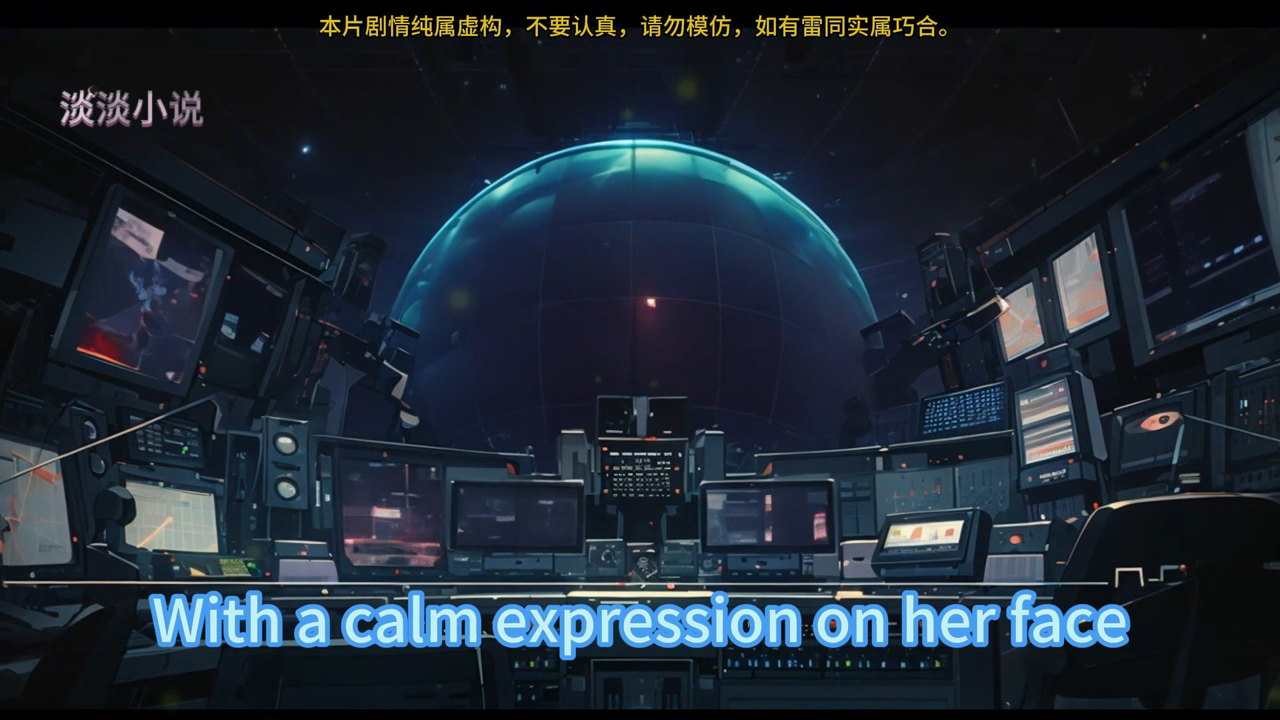 本片剧情纯属虚构，不要认真，请勿模仿，如有雷同实属巧合。
淡淡小说
With a calm expression on her face